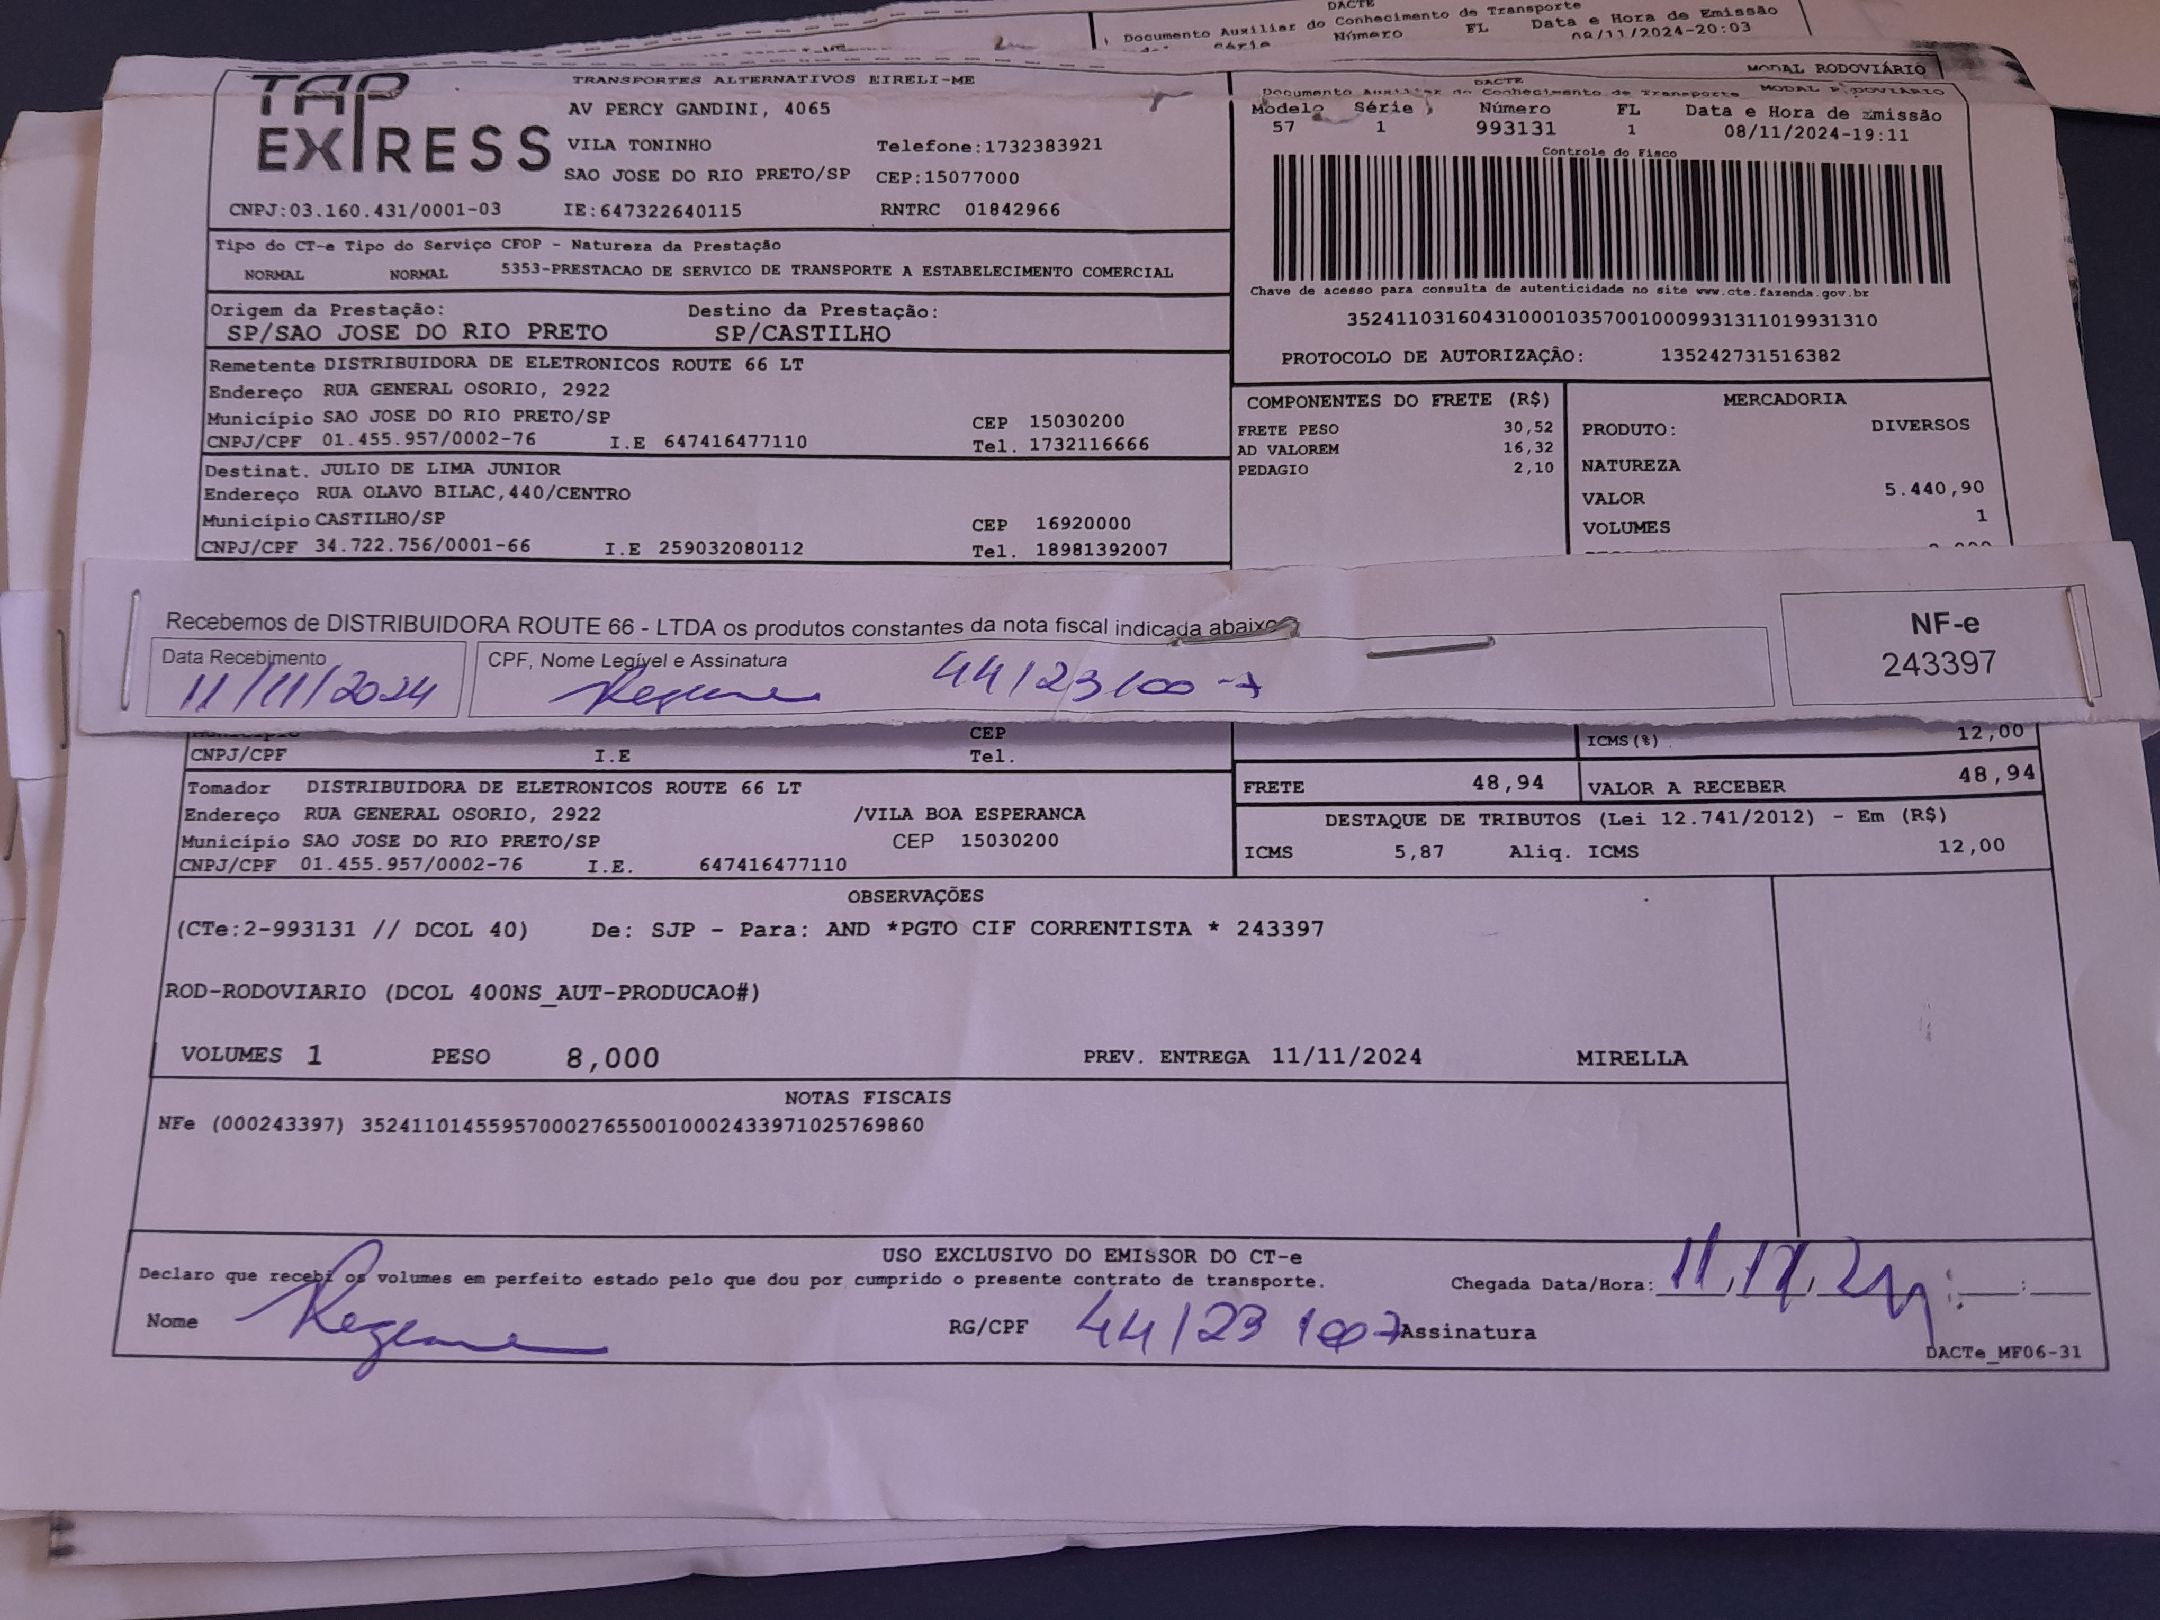 DACTE
Documento Auxiliar do Conhecimento de Transporte
Série Número FL Data e Hora de Emissão
08/11/2024-20:03
MODAL RODOVIÁRIO
TAP EXPRESS
TRANSPORTES ALTERNATIVOS EIRELI-ME
AV PERCY GANDINI, 4065
VILA TONINHO Telefone:1732383921
SAO JOSE DO RIO PRETO/SP CEP:15077000
CNPJ:03.160.431/0001-03 IE:647322640115 RNTRC 01842966
DACTE
Documento Auxiliar do Conhecimento de Transporte MODAL RODOVIÁRIO
Modelo Série Número FL Data e Hora de Emissão
57 1 993131 1 08/11/2024-19:11
Controle do Fisco
Chave de acesso para consulta de autenticidade no site www.cte.fazenda.gov.br
35241103160431000103570010009931311019931310
PROTOCOLO DE AUTORIZAÇÃO: 135242731516382
Tipo do CT-e Tipo do Serviço CFOP - Natureza da Prestação
NORMAL NORMAL 5353-PRESTACAO DE SERVICO DE TRANSPORTE A ESTABELECIMENTO COMERCIAL
Origem da Prestação: Destino da Prestação:
SP/SAO JOSE DO RIO PRETO SP/CASTILHO
Remetente DISTRIBUIDORA DE ELETRONICOS ROUTE 66 LT
Endereço RUA GENERAL OSORIO, 2922
Município SAO JOSE DO RIO PRETO/SP CEP 15030200
CNPJ/CPF 01.455.957/0002-76 I.E 647416477110 Tel. 1732116666
Destinat. JULIO DE LIMA JUNIOR
Endereço RUA OLAVO BILAC,440/CENTRO
Município CASTILHO/SP CEP 16920000
CNPJ/CPF 34.722.756/0001-66 I.E 259032080112 Tel. 18981392007
COMPONENTES DO FRETE (R$)
FRETE PESO 30,52
AD VALOREM 16,32
PEDAGIO 2,10
MERCADORIA
PRODUTO: DIVERSOS
NATUREZA
VALOR 5.440,90
VOLUMES 1
Recebemos de DISTRIBUIDORA ROUTE 66 - LTDA os produtos constantes da nota fiscal indicada abaixo
Data Recebimento CPF, Nome Legível e Assinatura
11/11/2024 44123100-7
NF-e
243397
Município CEP
CNPJ/CPF I.E Tel.
ICMS(%) 12,00
FRETE 48,94 VALOR A RECEBER 48,94
Tomador DISTRIBUIDORA DE ELETRONICOS ROUTE 66 LT
Endereço RUA GENERAL OSORIO, 2922 /VILA BOA ESPERANCA
Município SAO JOSE DO RIO PRETO/SP CEP 15030200
CNPJ/CPF 01.455.957/0002-76 I.E. 647416477110
DESTAQUE DE TRIBUTOS (Lei 12.741/2012) - Em (R$)
ICMS 5,87 Aliq. ICMS 12,00
OBSERVAÇÕES
(CTe:2-993131 // DCOL 40) De: SJP - Para: AND *PGTO CIF CORRENTISTA * 243397
ROD-RODOVIARIO (DCOL 400NS_AUT-PRODUCAO#)
VOLUMES 1 PESO 8,000 PREV. ENTREGA 11/11/2024 MIRELLA
NOTAS FISCAIS
NFe (000243397) 35241101455957000276550010002433971025769860
USO EXCLUSIVO DO EMISSOR DO CT-e
Declaro que recebi os volumes em perfeito estado pelo que dou por cumprido o presente contrato de transporte. Chegada Data/Hora: 11/11/24
Nome RG/CPF 441231007 Assinatura
DACTe_MF06-31